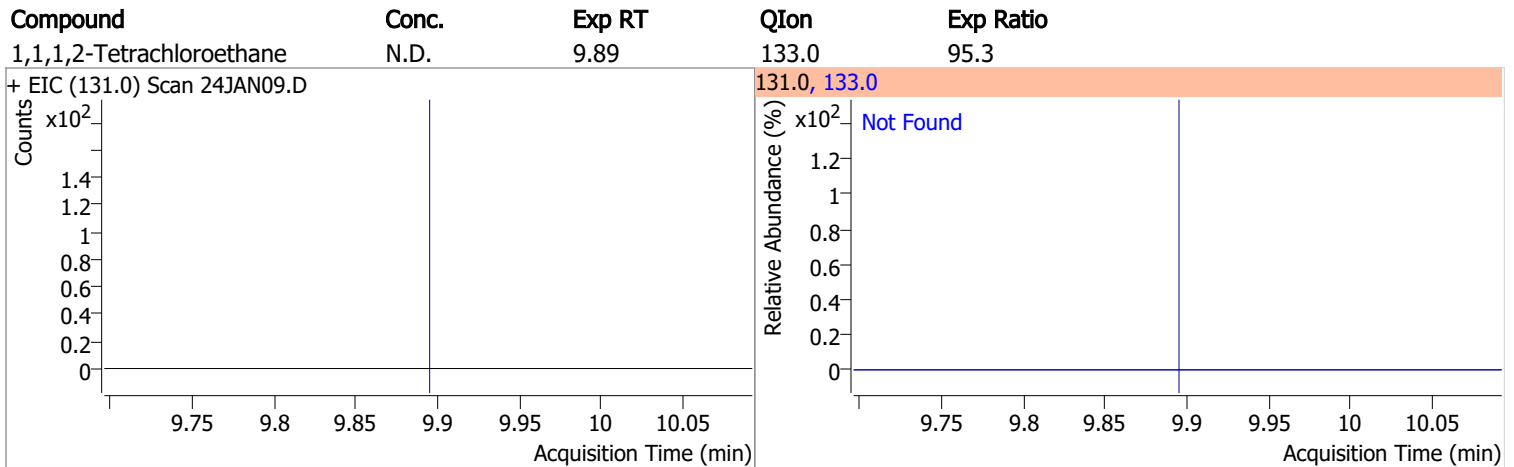 Compound Conc. Exp RT QIon Exp Ratio
1,1,1,2-Tetrachloroethane N.D. 9.89 133.0 95.3
+ EIC (131.0) Scan 24JAN09.D
Counts
x10²
1.4
1.2
1
0.8
0.6
0.4
0.2
0
9.75 9.8 9.85 9.9 9.95 10 10.05
Acquisition Time (min)
131.0, 133.0
Relative Abundance (%)
x10²
Not Found
1.2
1
0.8
0.6
0.4
0.2
0
9.75 9.8 9.85 9.9 9.95 10 10.05
Acquisition Time (min)